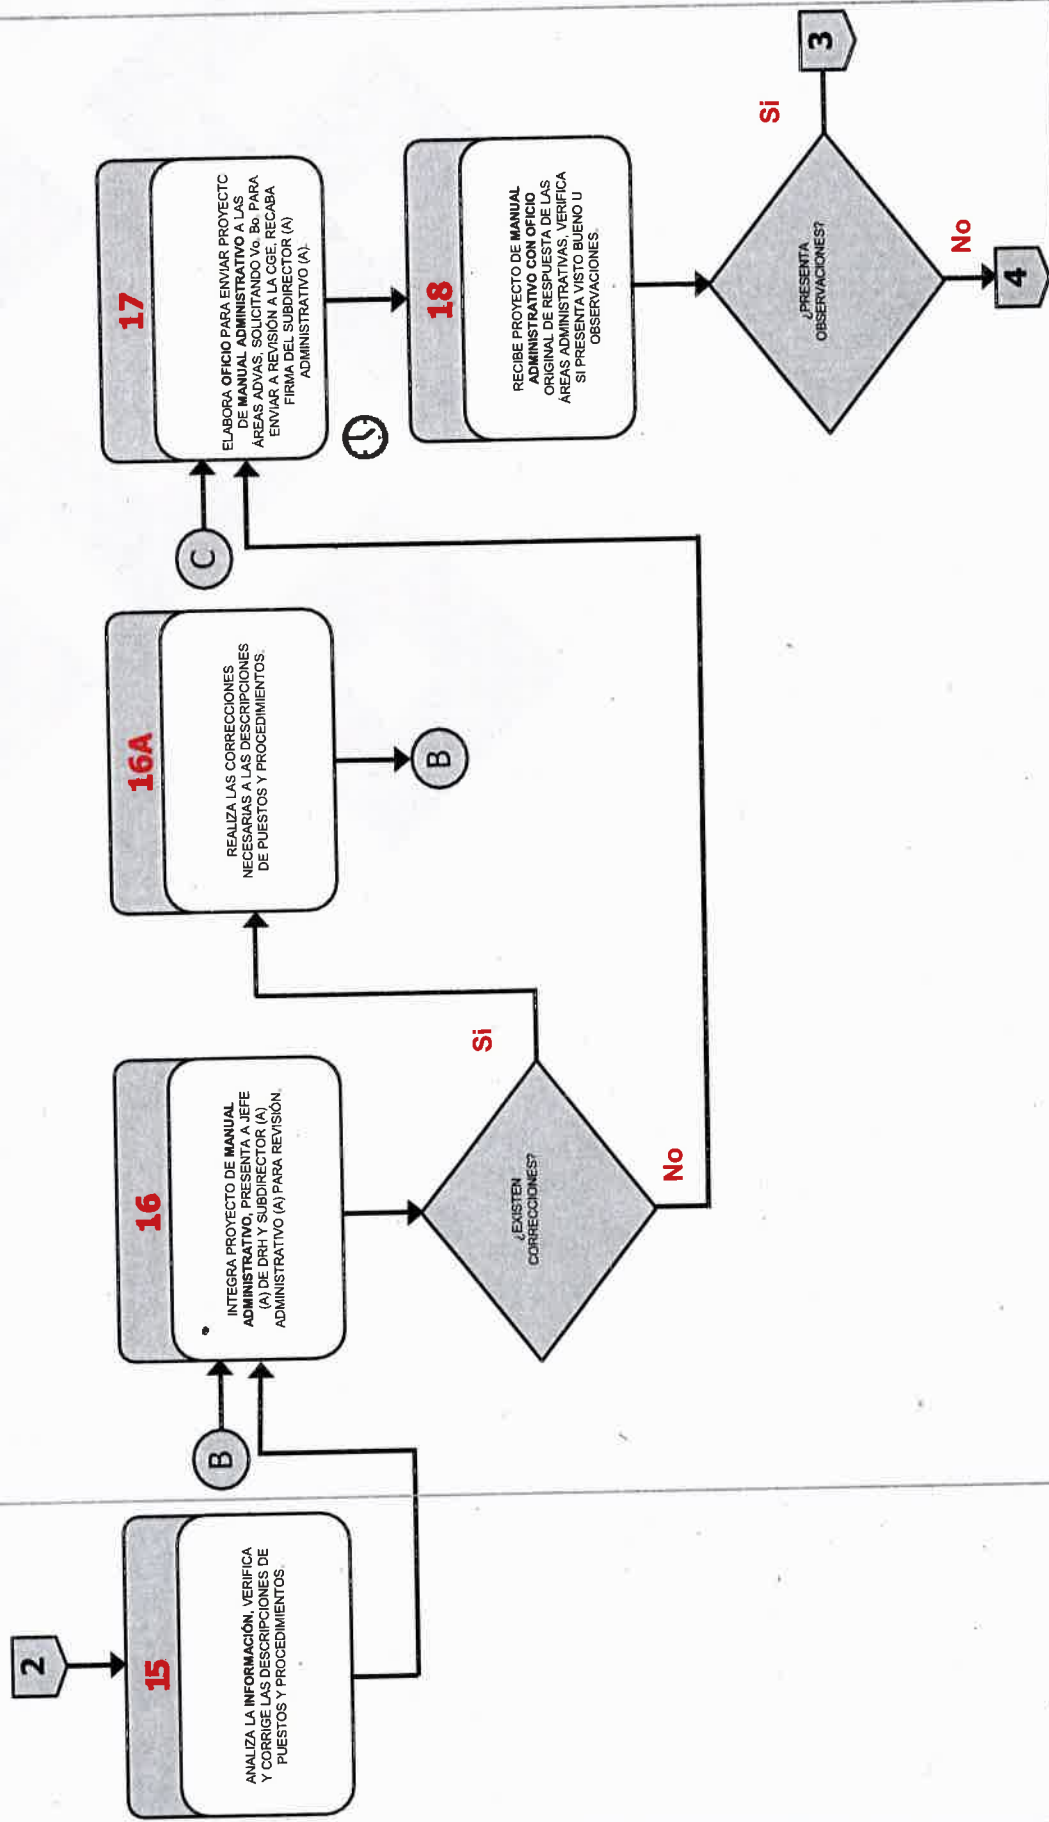 2
15
ANALIZA LA INFORMACIÓN, VERIFICA
Y CORRIGE LAS DESCRIPCIONES DE
PUESTOS Y PROCEDIMIENTOS.
B
16
INTEGRA PROYECTO DE MANUAL
ADMINISTRATIVO, PRESENTA A JEFE
(A) DE DRH Y SUBDIRECTOR (A)
ADMINISTRATIVO (A) PARA REVISIÓN.
¿EXISTEN
CORRECCIONES?
Si
No
16A
REALIZA LAS CORRECCIONES
NECESARIAS A LAS DESCRIPCIONES
DE PUESTOS Y PROCEDIMIENTOS.
B
C
17
ELABORA OFICIO PARA ENVIAR PROYECTO
DE MANUAL ADMINISTRATIVO A LAS
ÁREAS ADVAS, SOLICITANDO Vo. Bo. PARA
ENVIAR A REVISIÓN A LA CGE, RECABA
FIRMA DEL SUBDIRECTOR (A)
ADMINISTRATIVO (A).
18
RECIBE PROYECTO DE MANUAL
ADMINISTRATIVO CON OFICIO
ORIGINAL DE RESPUESTA DE LAS
ÁREAS ADMINISTRATIVAS, VERIFICA
SI PRESENTA VISTO BUENO U
OBSERVACIONES.
¿PRESENTA
OBSERVACIONES?
Si
3
No
4